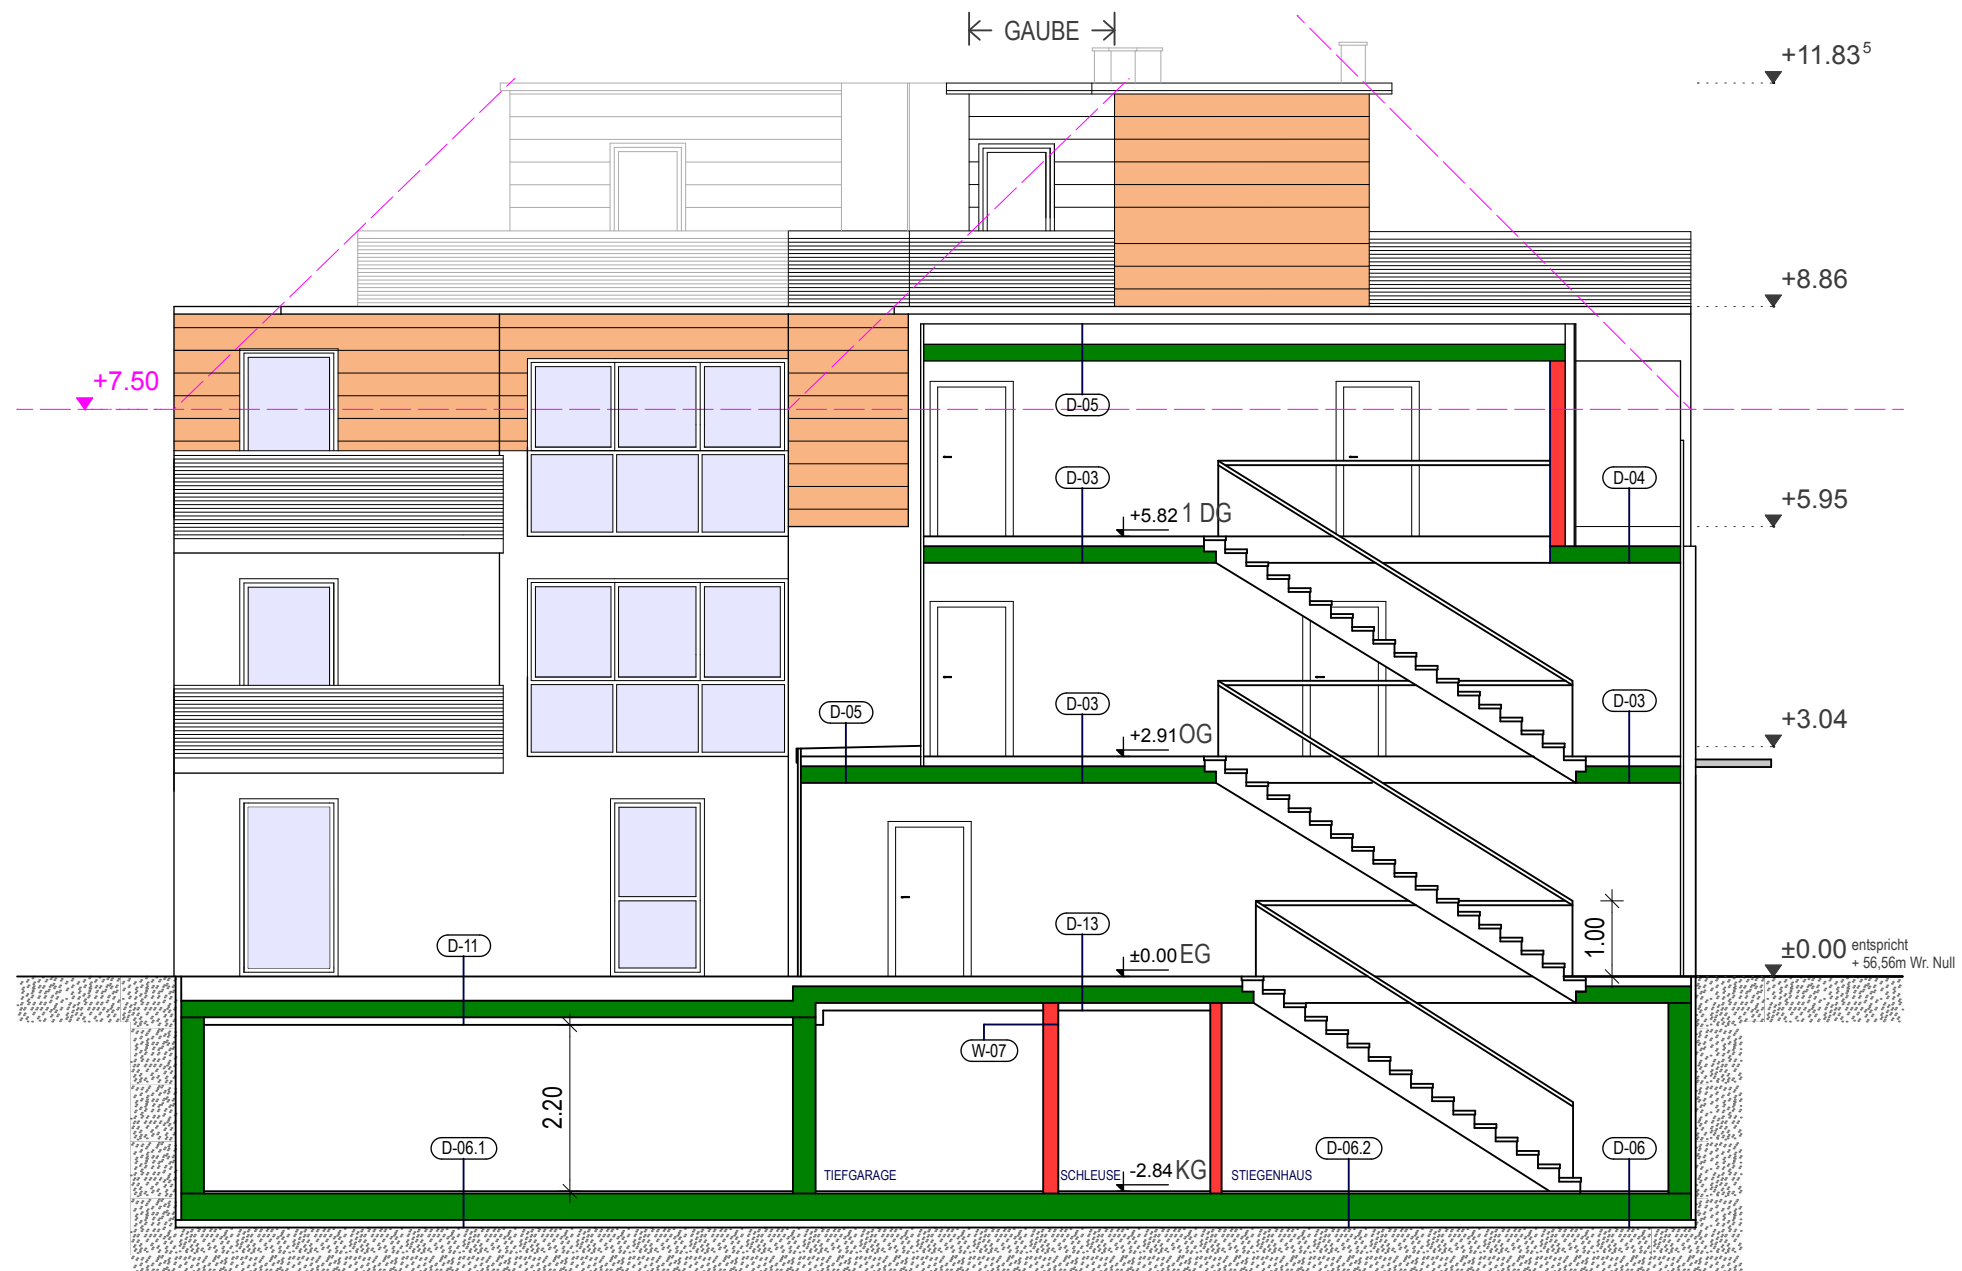 GAUBE
+11.83⁵
+8.86
+7.50
D-05
D-03
D-04
+5.82 1 DG
+5.95
D-05
D-03
D-03
+2.91 OG
+3.04
D-11
D-13
1.00
±0.00 EG
±0.00 entspricht
+ 56,56m Wr. Null
W-07
2.20
D-06.1
D-06.2
D-06
TIEFGARAGE
SCHLEUSE
-2.84 KG
STIEGENHAUS